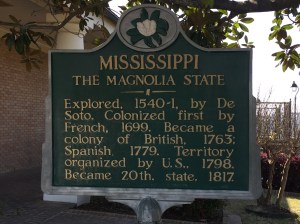 MISSISSIPPI
THE MAGNOLIA STATE
Explored, 1540-1, by De
Soto. Colonized first by
French, 1699. Became a
colony of British, 1763:
Spanish, 1779. Territory
organized by U.S., 1798.
Became 20th. state, 1817.